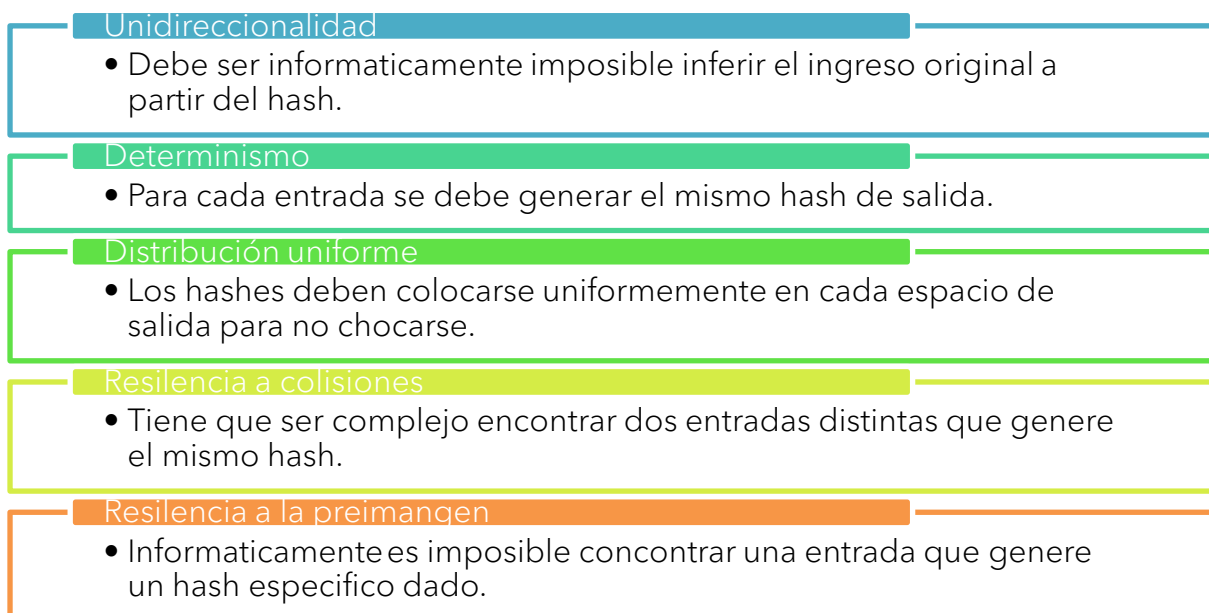 Unidireccionalidad
• Debe ser informaticamente imposible inferir el ingreso original a
partir del hash.
Determinismo
• Para cada entrada se debe generar el mismo hash de salida.
Distribución uniforme
• Los hashes deben colocarse uniformemente en cada espacio de
salida para no chocarse.
Resilencia a colisiones
• Tiene que ser complejo encontrar dos entradas distintas que genere
el mismo hash.
Resilencia a la preimangen
• Informaticamente es imposible concontrar una entrada que genere
un hash especifico dado.